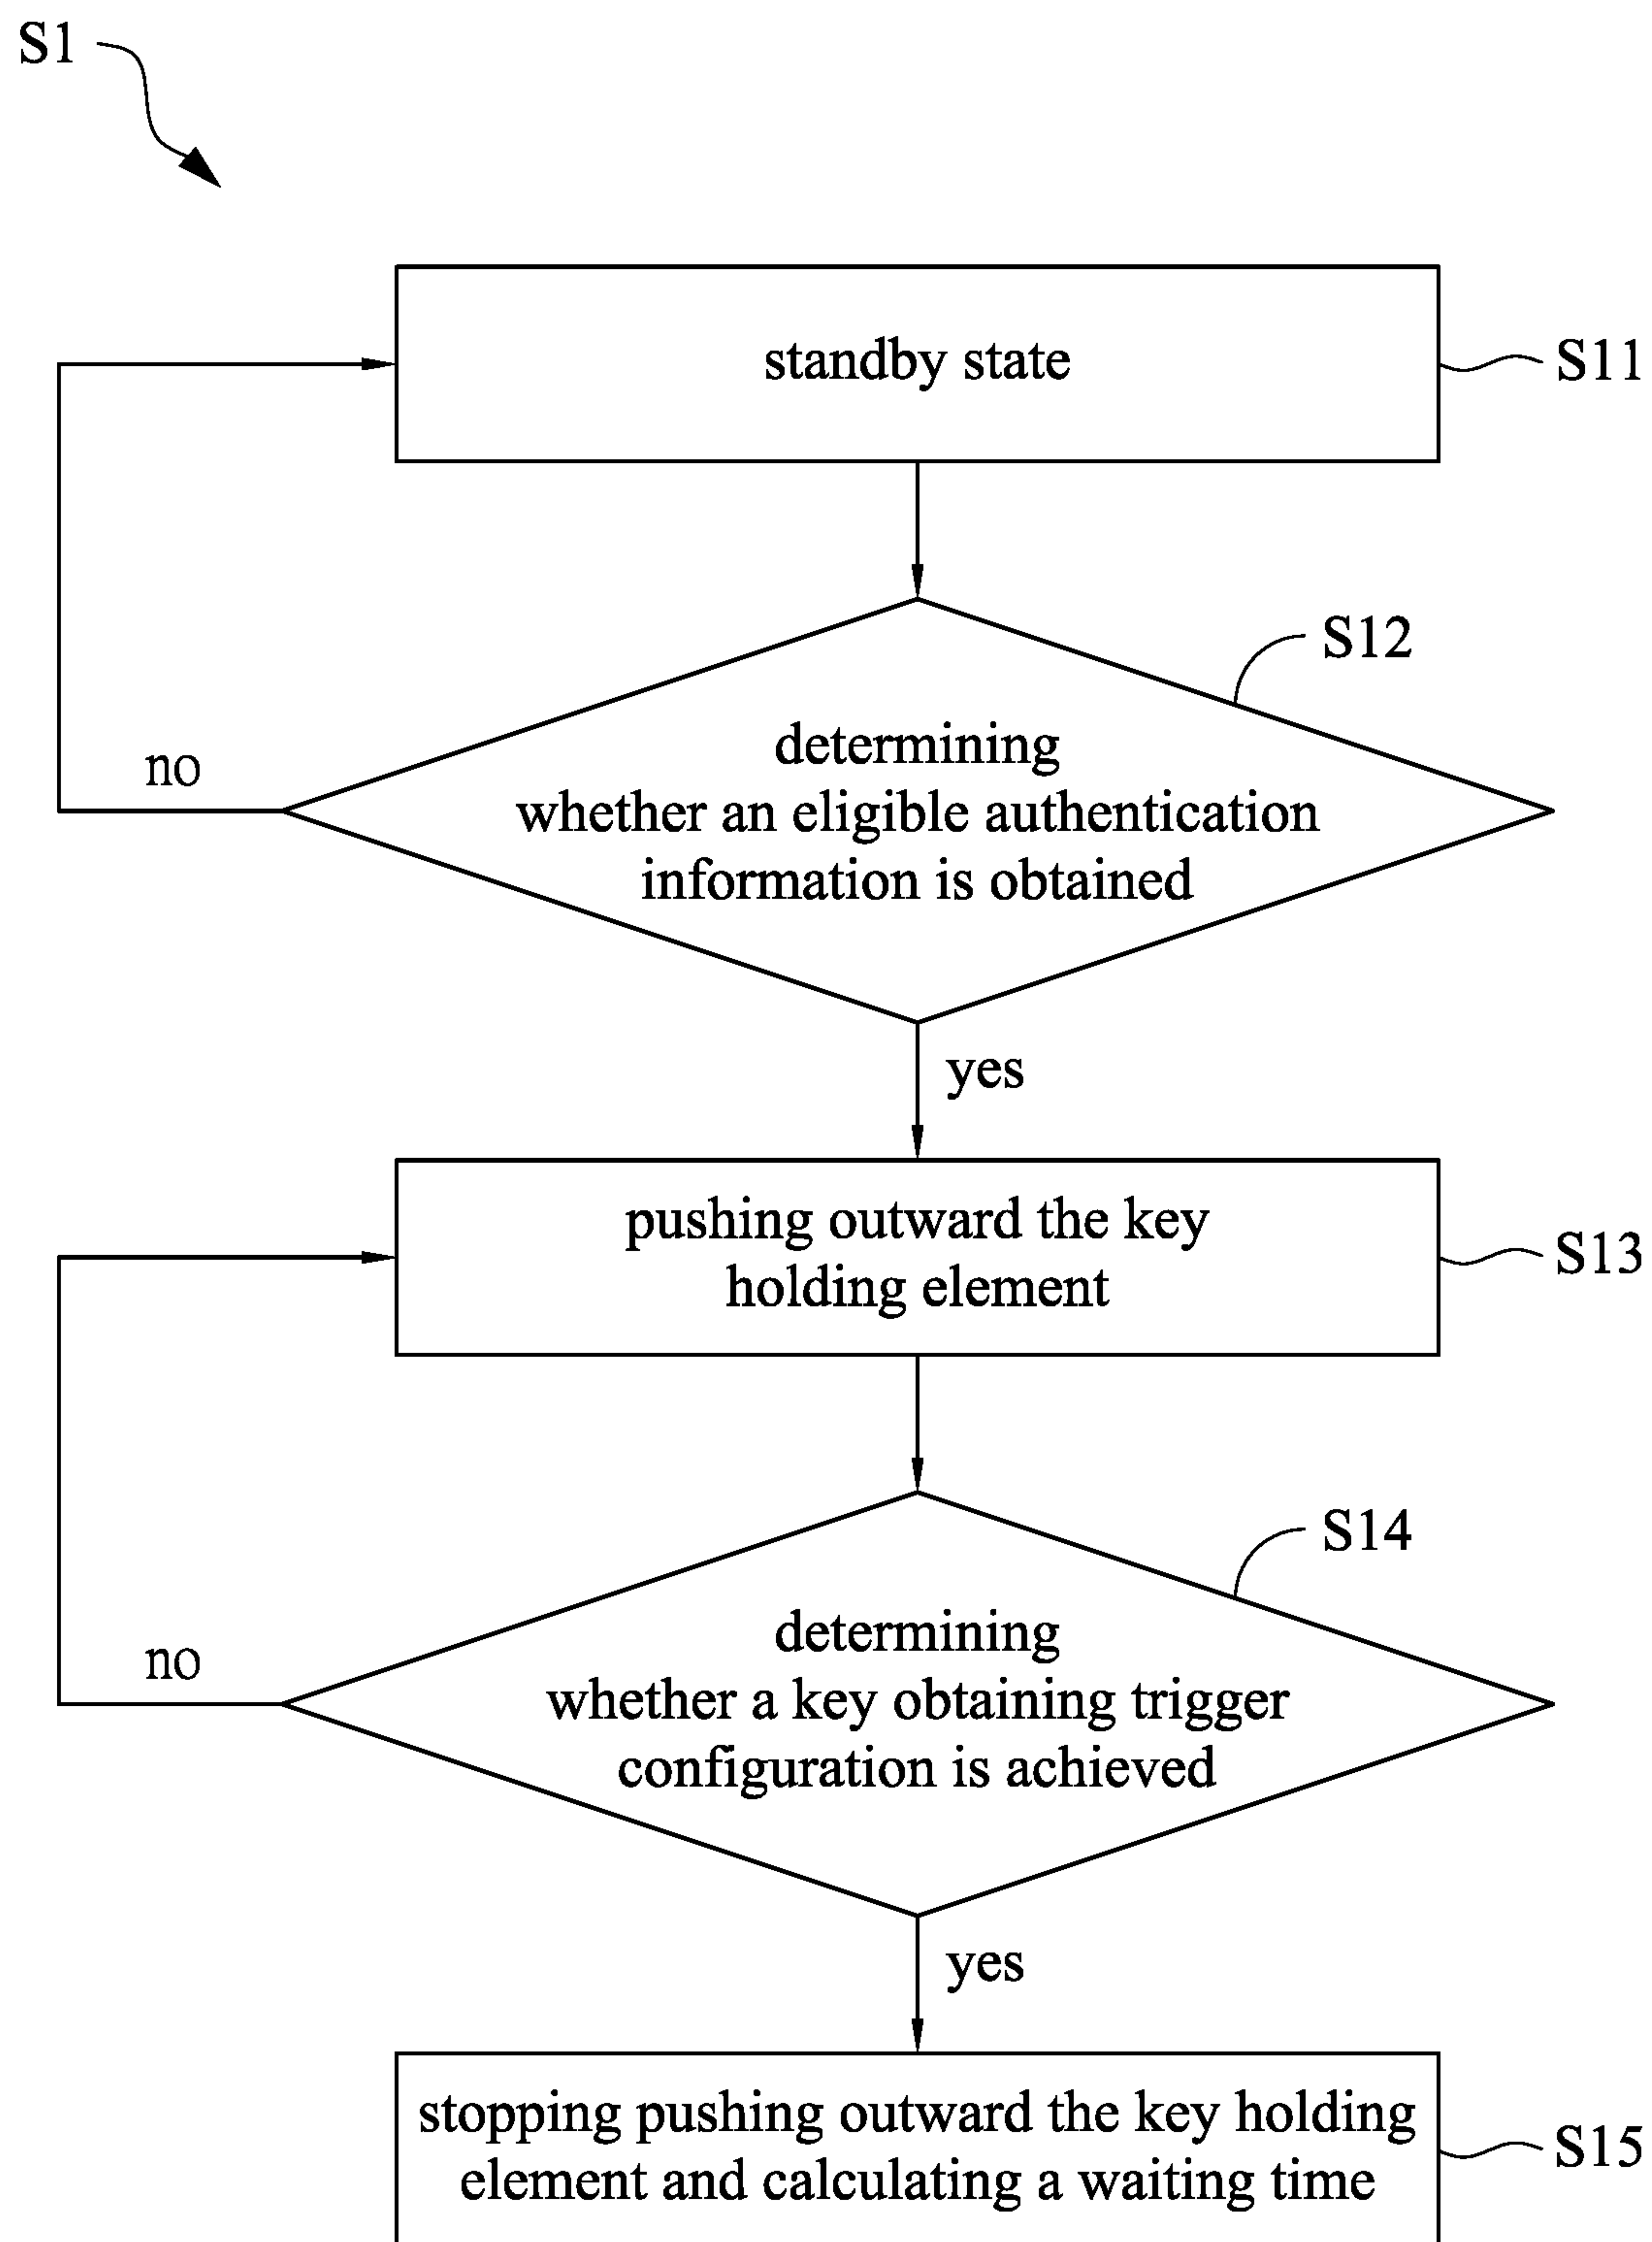 S1
standby state
S11
S12
determining
whether an eligible authentication
information is obtained
no
yes
pushing outward the key
holding element
S13
S14
determining
whether a key obtaining trigger
configuration is achieved
no
yes
stopping pushing outward the key holding
element and calculating a waiting time
S15